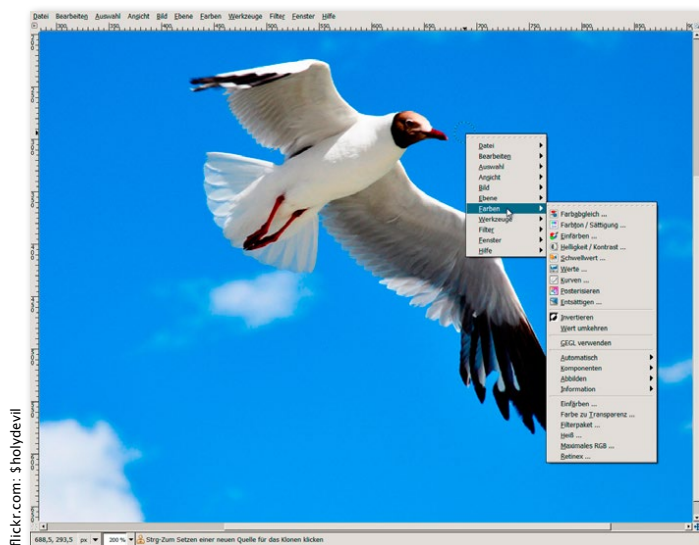 Datei Bearbeiten Auswahl Ansicht Bild Ebene Farben Werkzeuge Filter Fenster Hilfe
Datei
Bearbeiten
Auswahl
Ansicht
Bild
Ebene
Farben
Werkzeuge
Filter
Fenster
Hilfe
Farbabgleich ...
Farbton / Sättigung ...
Einfärben ...
Helligkeit / Kontrast ...
Schwellwert ...
Werte ...
Kurven ...
Posterisieren
Entsättigen ...
Invertieren
Wert umkehren
GEGL verwenden
Automatisch
Komponenten
Abbilden
Information
Einfärben ...
Farbe zu Transparenz ...
Filterpaket ...
Heiß ...
Maximales RGB ...
Retinex ...
flickr.com: $holydevil
688,5, 293,5 px 200 % Strg-Zum Setzen einer neuen Quelle für das Klonen klicken